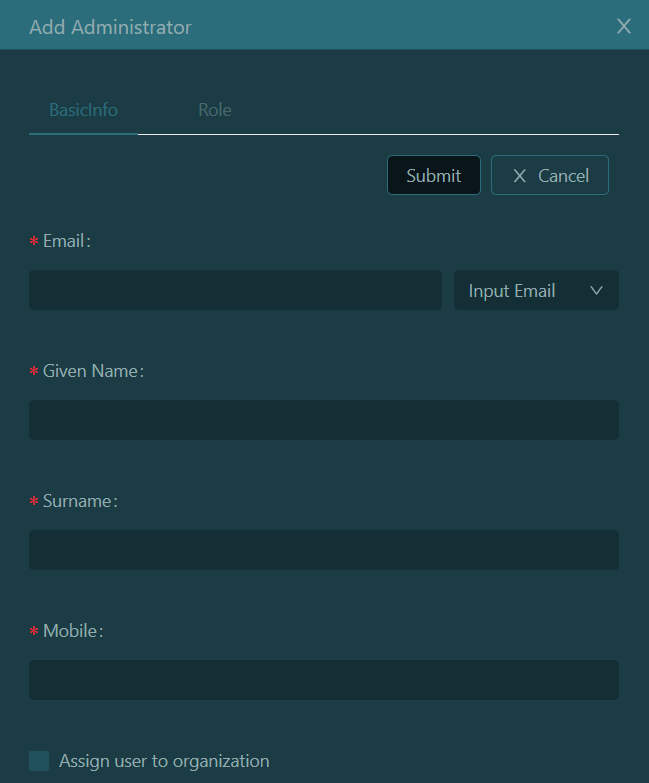 Add Administrator
BasicInfo Role
Submit Cancel
* Email:
Input Email
* Given Name:
* Surname:
* Mobile:
Assign user to organization